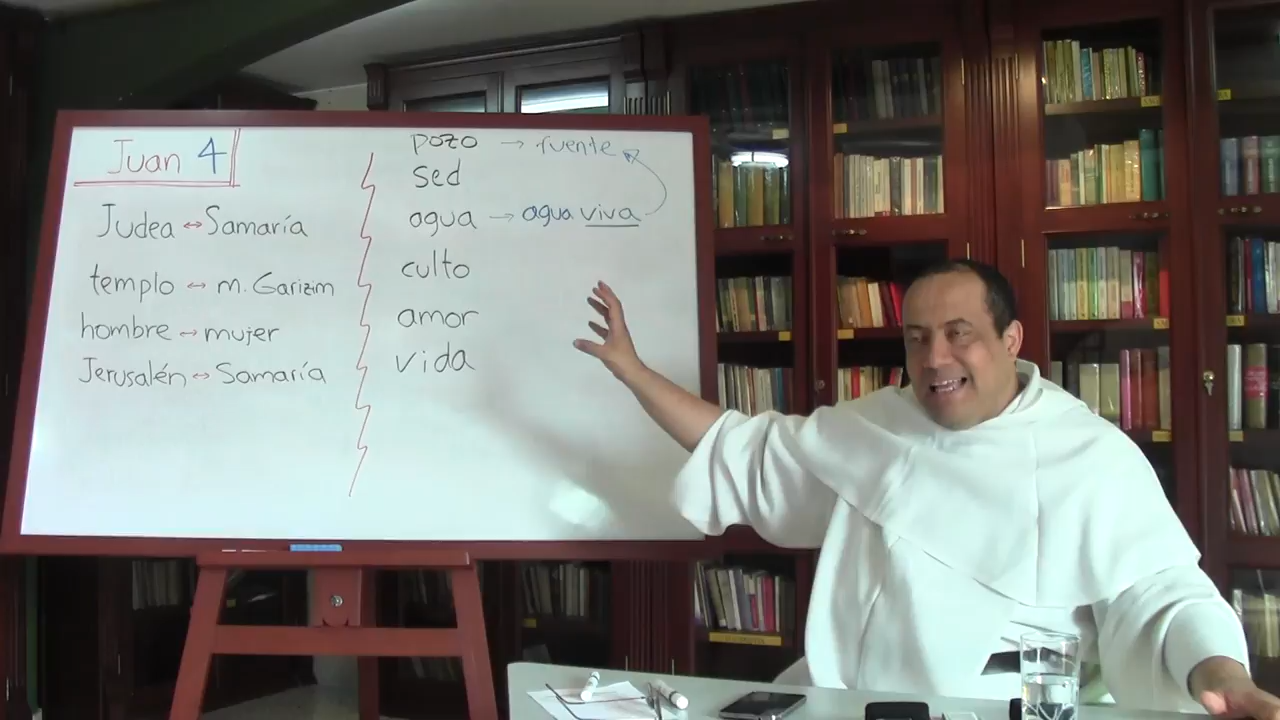 Juan 4
Judea ↔ Samaría
templo ↔ m. Garizim
hombre ↔ mujer
Jerusalén ↔ Samaría
pozo → fuente
sed
agua → agua viva
culto
amor
vida